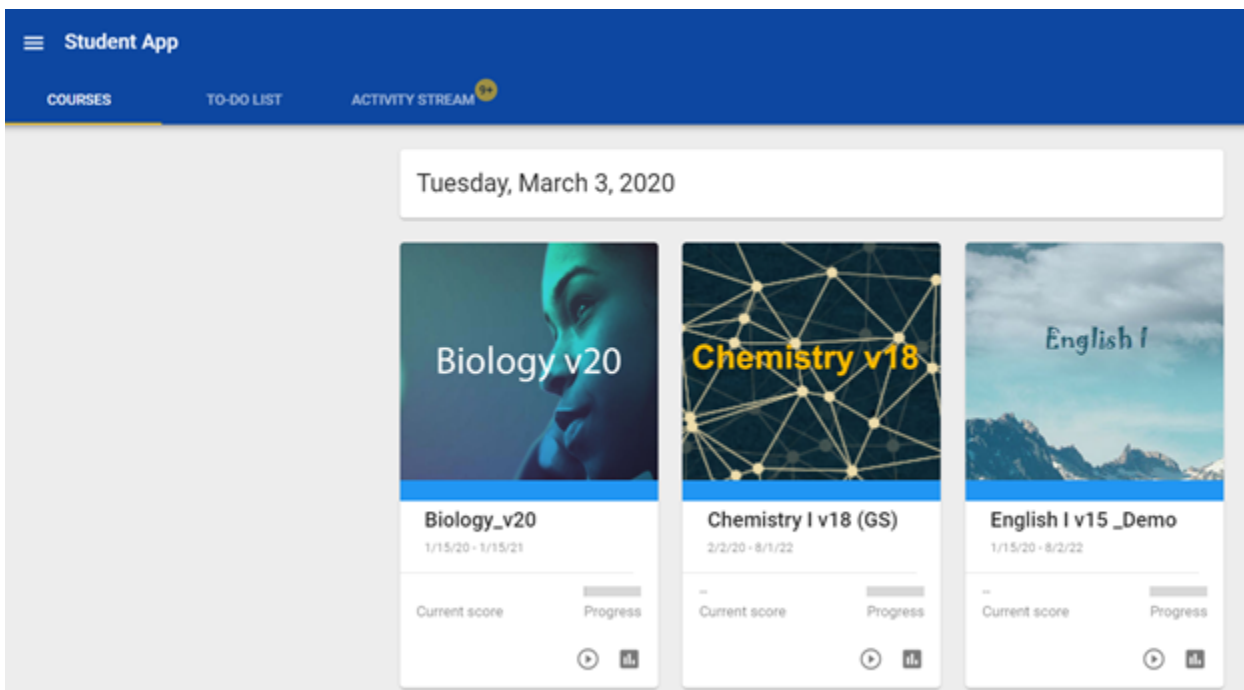 Student App
COURSES TO-DO LIST ACTIVITY STREAM 9+
Tuesday, March 3, 2020
Biology v20
Chemistry v18
English I
Biology_v20
1/15/20 - 1/15/21
Chemistry I v18 (GS)
2/2/20 - 8/1/22
English I v15 _Demo
1/15/20 - 8/2/22
Current score Progress
-- Current score Progress
-- Current score Progress